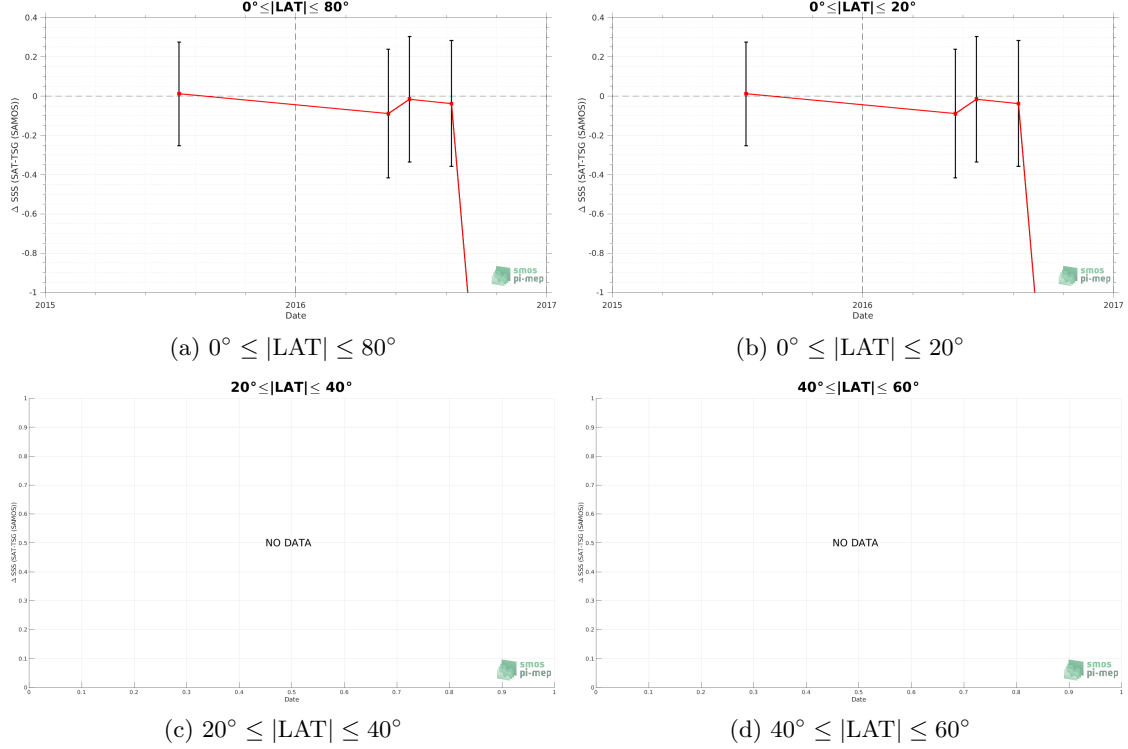 0°≤|LAT|≤ 80°
0.4
0.2
0
-0.2
-0.4
-0.6
-0.8
-1
Δ SSS (SAT-TSG (SAMOS))
2015
2016
2017
Date
smos
pi-mep
(a) 0° ≤ |LAT| ≤ 80°
0°≤|LAT|≤ 20°
0.4
0.2
0
-0.2
-0.4
-0.6
-0.8
-1
Δ SSS (SAT-TSG (SAMOS))
2015
2016
2017
Date
smos
pi-mep
(b) 0° ≤ |LAT| ≤ 20°
20°≤|LAT|≤ 40°
1
0.9
0.8
0.7
0.6
0.5
0.4
0.3
0.2
0.1
0
Δ SSS (SAT-TSG (SAMOS))
NO DATA
0 0.1 0.2 0.3 0.4 0.5 0.6 0.7 0.8 0.9 1
Date
smos
pi-mep
(c) 20° ≤ |LAT| ≤ 40°
40°≤|LAT|≤ 60°
1
0.9
0.8
0.7
0.6
0.5
0.4
0.3
0.2
0.1
0
Δ SSS (SAT-TSG (SAMOS))
NO DATA
0 0.1 0.2 0.3 0.4 0.5 0.6 0.7 0.8 0.9 1
Date
smos
pi-mep
(d) 40° ≤ |LAT| ≤ 60°